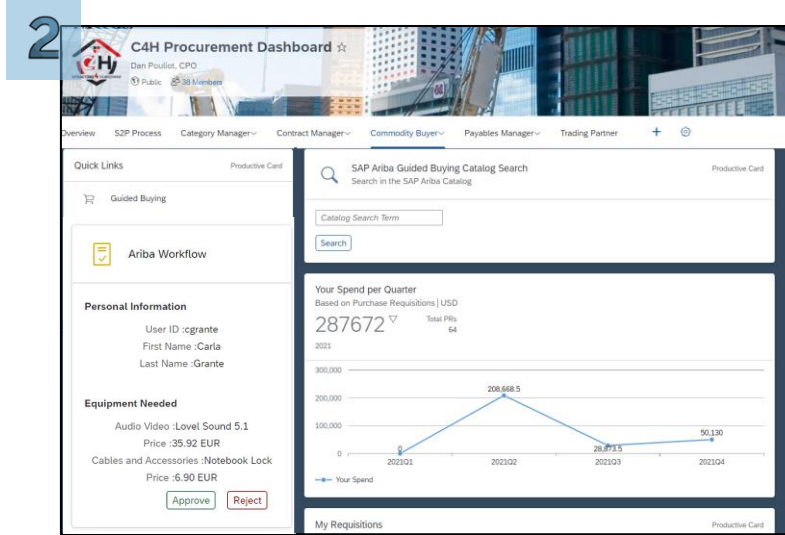 2
C4H Procurement Dashboard ☆
C4H
Dan Pouliot, CPO
Public 38 Members
Overview S2P Process Category Manager Contract Manager Commodity Buyer Payables Manager Trading Partner +
Quick Links Productive Card
Guided Buying
Ariba Workflow
Personal Information
User ID :cgrante
First Name :Carla
Last Name :Grante
Equipment Needed
Audio Video :Lovel Sound 5.1
Price :35.92 EUR
Cables and Accessories :Notebook Lock
Price :6.90 EUR
Approve Reject
SAP Ariba Guided Buying Catalog Search Productive Card
Search in the SAP Ariba Catalog
Catalog Search Term
Search
Your Spend per Quarter
Based on Purchase Requisitions | USD
287672 Total PRs
64
2021
300,000
200,000
100,000
0
208,668.5
50,130
28,873.5
0
2021Q1 2021Q2 2021Q3 2021Q4
Your Spend
My Requisitions Productive Card